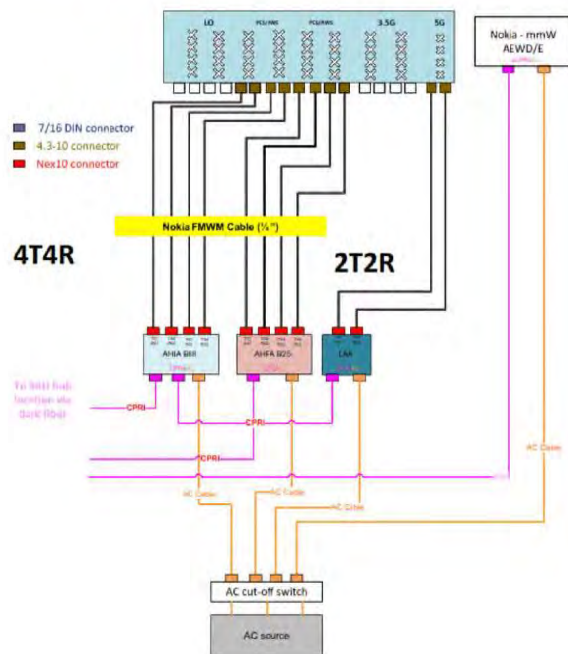 LO
PCS/AWS
PCS/AWS
3.5G
5G
Nokia - mmW
AEWD/E
7/16 DIN connector
4.3-10 connector
Nex10 connector
Nokia FMWM Cable (¼")
4T4R
2T2R
AHIA B66
AHFA B25
LAA
To BBU hub
location via
dark fiber
CPRI
CPRI
CPRI
AC Cable
AC Cable
AC Cable
AC Cable
AC cut-off switch
AC source